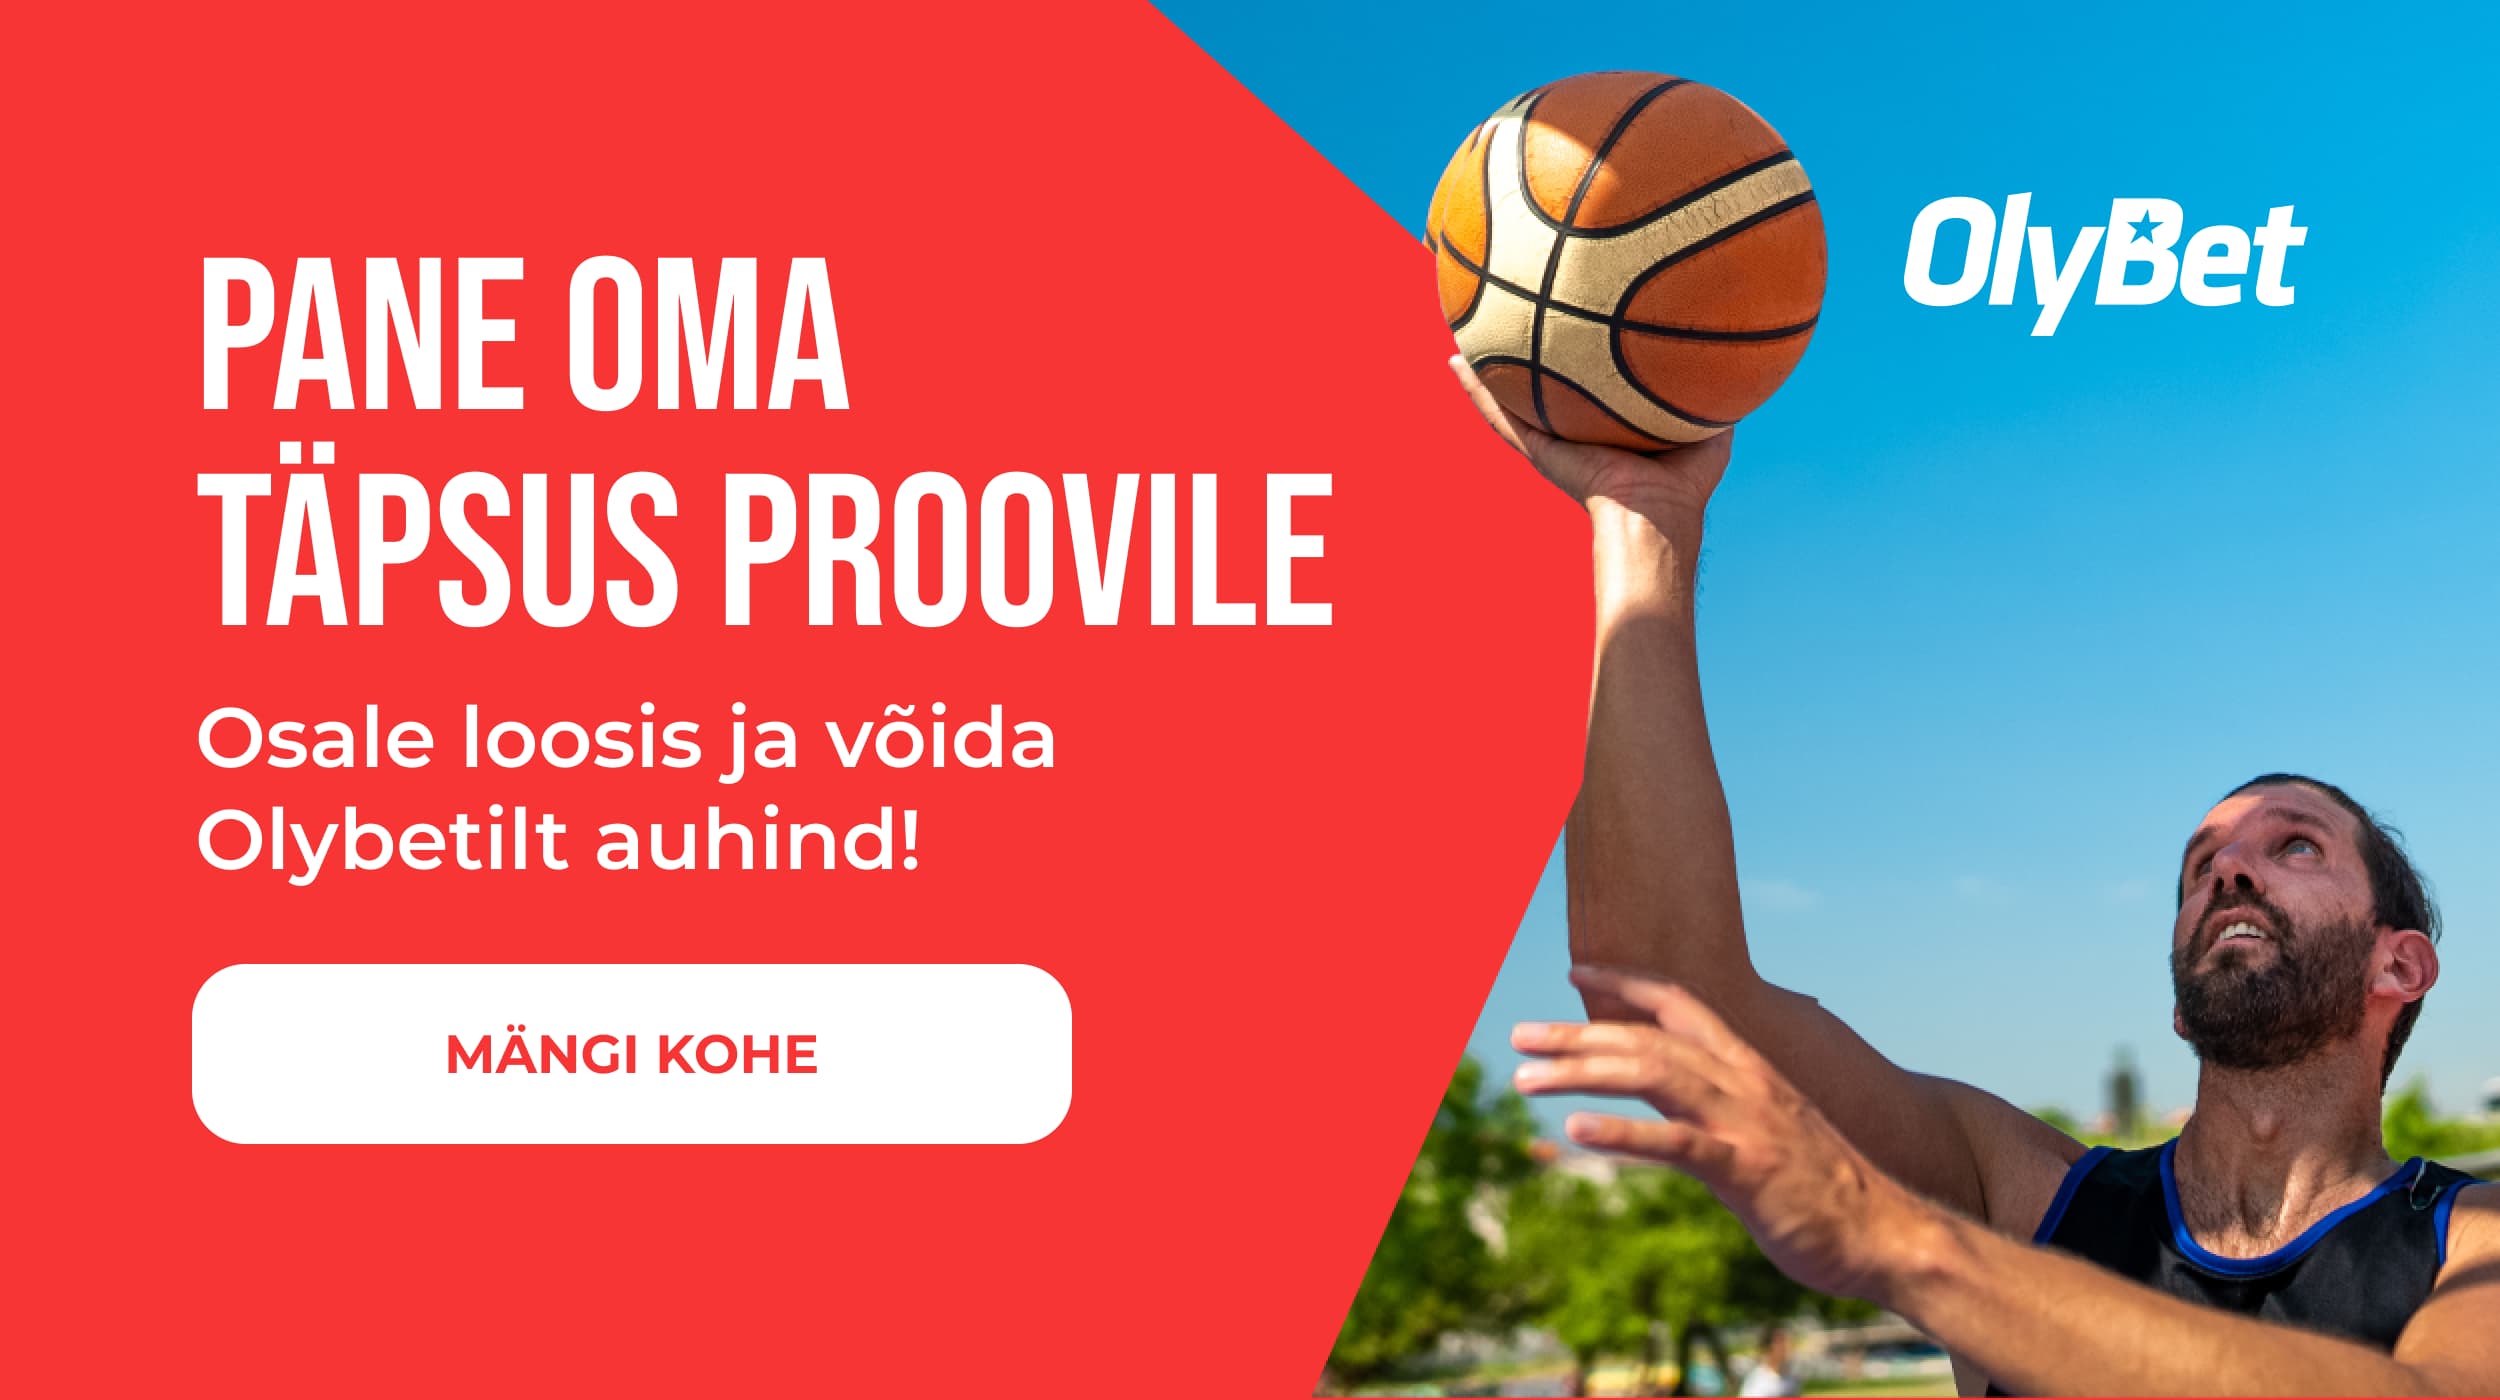 PANE OMA
TÄPSUS PROOVILE
Osale loosis ja võida
Olybetilt auhind!
MÄNGI KOHE
OlyBet